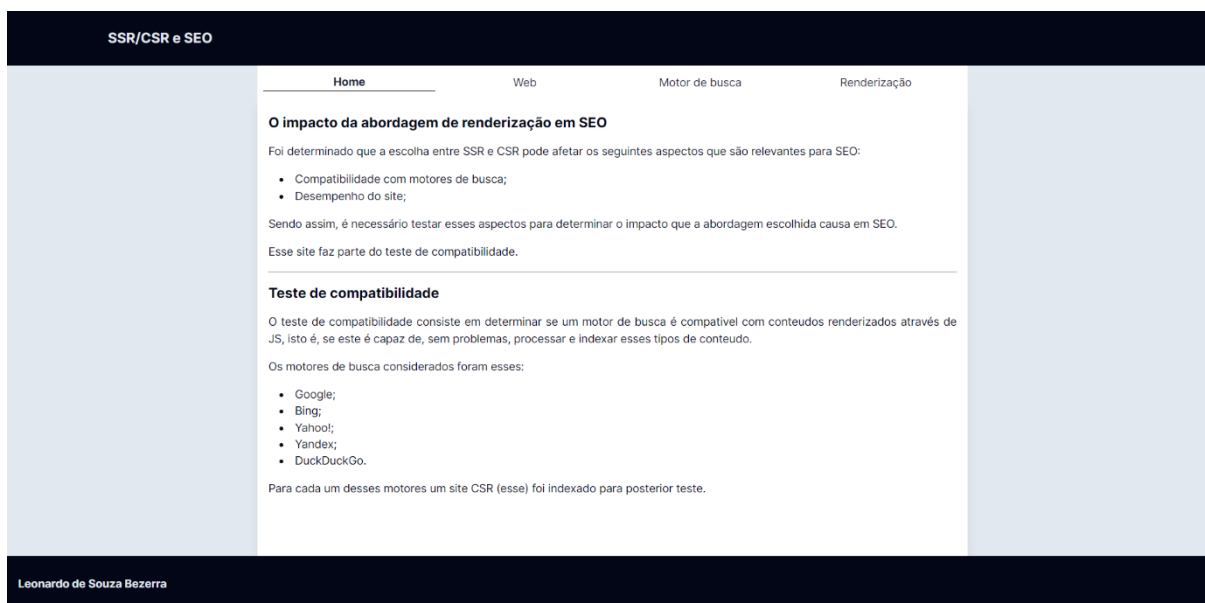 SSR/CSR e SEO
Home Web Motor de busca Renderização
O impacto da abordagem de renderização em SEO
Foi determinado que a escolha entre SSR e CSR pode afetar os seguintes aspectos que são relevantes para SEO:
• Compatibilidade com motores de busca;
• Desempenho do site;
Sendo assim, é necessário testar esses aspectos para determinar o impacto que a abordagem escolhida causa em SEO.
Esse site faz parte do teste de compatibilidade.
Teste de compatibilidade
O teste de compatibilidade consiste em determinar se um motor de busca é compativel com conteudos renderizados através de
JS, isto é, se este é capaz de, sem problemas, processar e indexar esses tipos de conteudo.
Os motores de busca considerados foram esses:
• Google;
• Bing;
• Yahoo!;
• Yandex;
• DuckDuckGo.
Para cada um desses motores um site CSR (esse) foi indexado para posterior teste.
Leonardo de Souza Bezerra